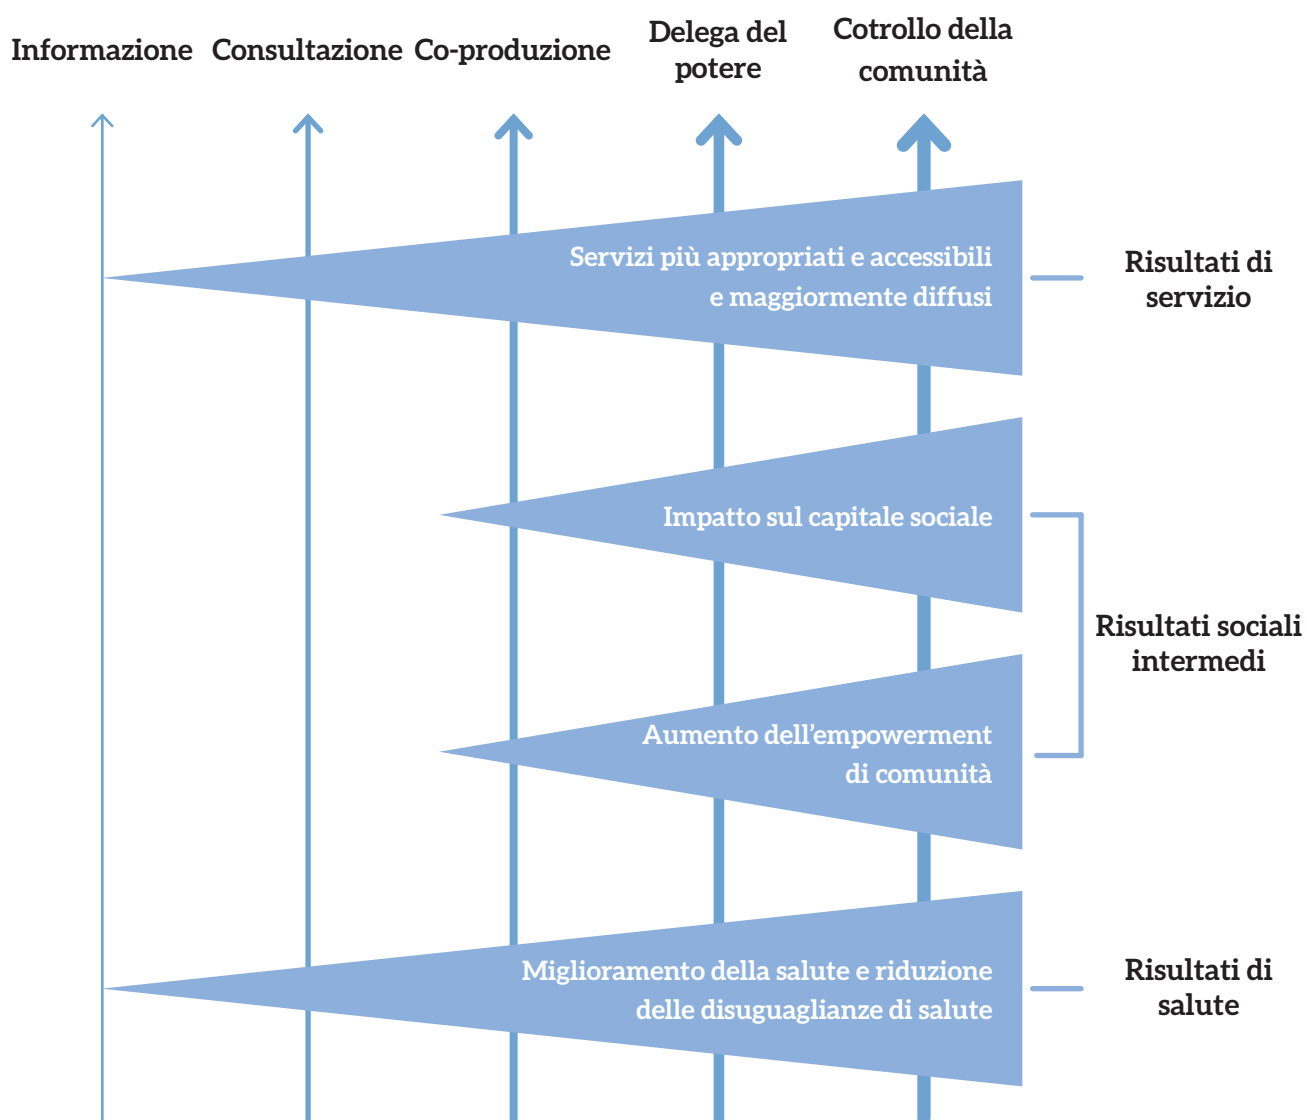 Informazione
Consultazione
Co-produzione
Delega del
potere
Cotrollo della
comunità
Servizi più appropriati e accessibili
e maggiormente diffusi
Risultati di
servizio
Impatto sul capitale sociale
Risultati sociali
intermedi
Aumento dell’empowerment
di comunità
Miglioramento della salute e riduzione
delle disuguaglianze di salute
Risultati di
salute